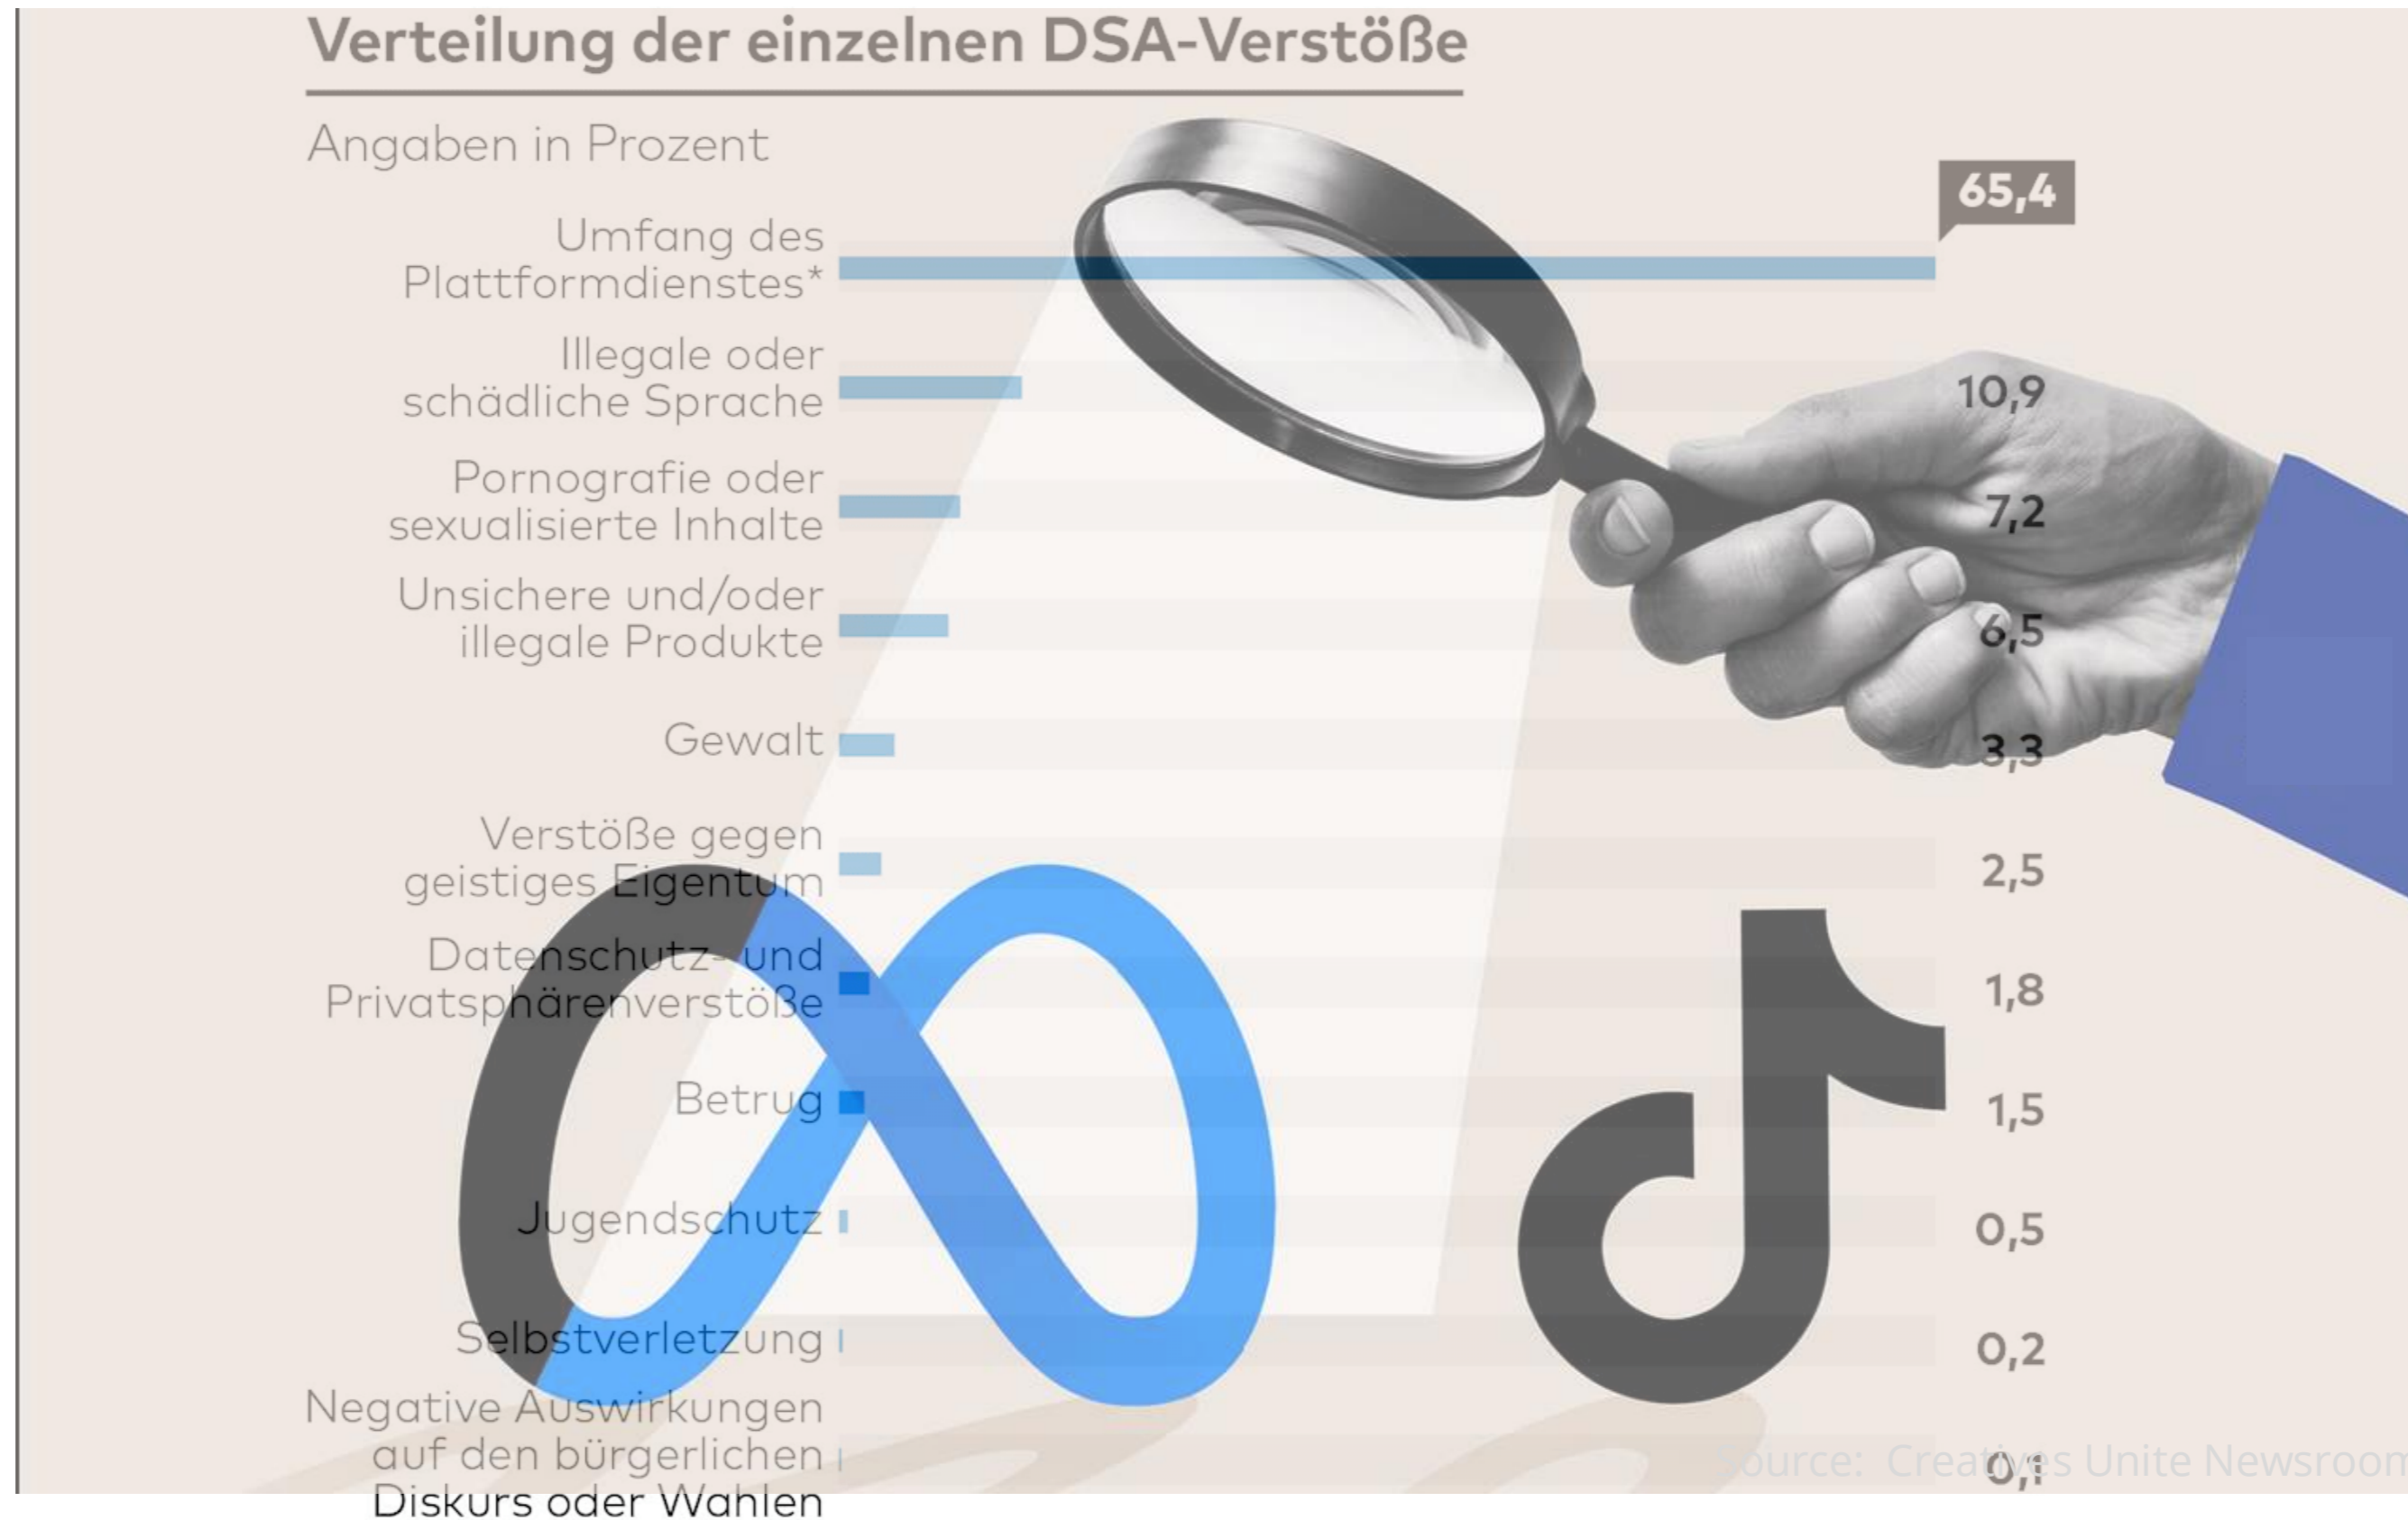 Verteilung der einzelnen DSA-Verstöße
Angaben in Prozent
Umfang des
Plattformdienstes*
65,4
Illegale oder
schädliche Sprache
10,9
Pornografie oder
sexualisierte Inhalte
7,2
Unsichere und/oder
illegale Produkte
6,5
Gewalt
3,3
Verstöße gegen
geistiges Eigentum
2,5
Datenschutz- und
Privatsphärenverstöße
1,8
Betrug
1,5
Jugendschutz
0,5
Selbstverletzung
0,2
Negative Auswirkungen
auf den bürgerlichen
Diskurs oder Wahlen
0,1
Source: Creatives Unite Newsroom